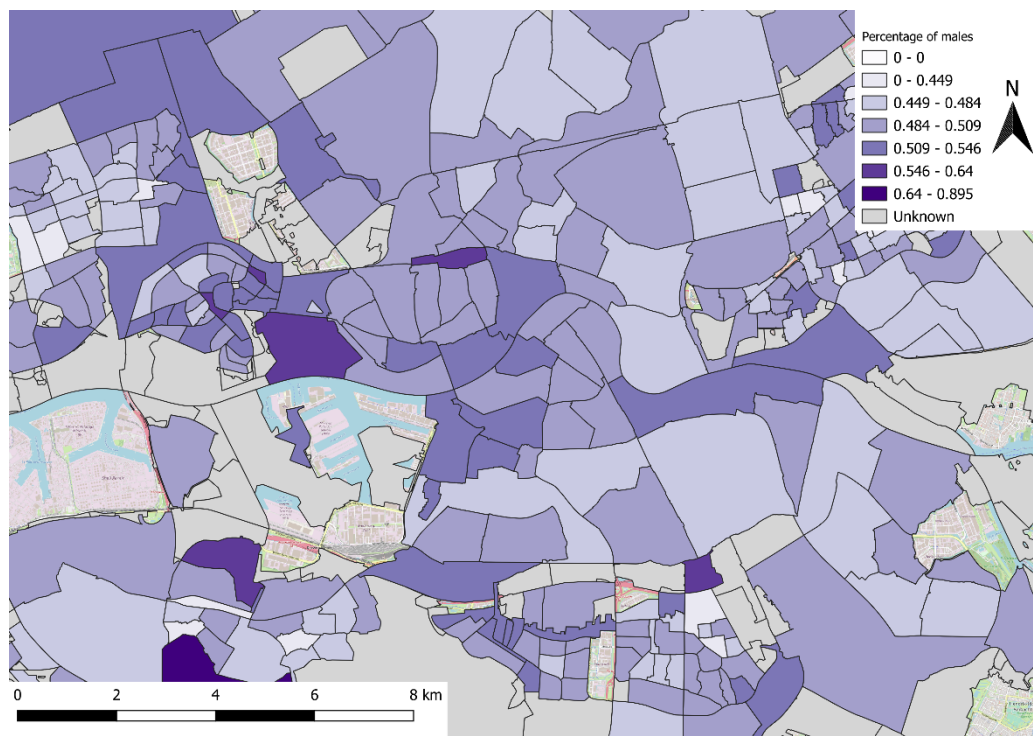 Percentage of males
0 - 0
0 - 0.449
0.449 - 0.484
0.484 - 0.509
0.509 - 0.546
0.546 - 0.64
0.64 - 0.895
Unknown
N
0 2 4 6 8 km